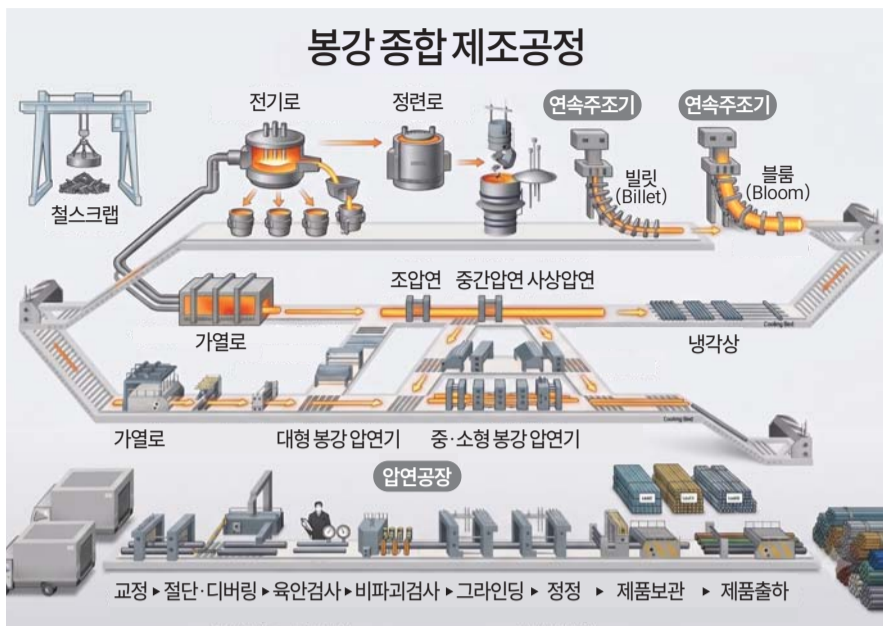 봉강 종합 제조공정
전기로
정련로
연속주조기
연속주조기
철스크랩
빌릿
(Billet)
블룸
(Bloom)
조압연
중간압연 사상압연
가열로
냉각상
Cooling Bed
가열로
대형 봉강 압연기
중·소형 봉강 압연기
Cooling Bed
압연공장
교정 ▶ 절단·디버링 ▶ 육안검사 ▶ 비파괴검사 ▶ 그라인딩 ▶ 정정 ▶ 제품보관 ▶ 제품출하